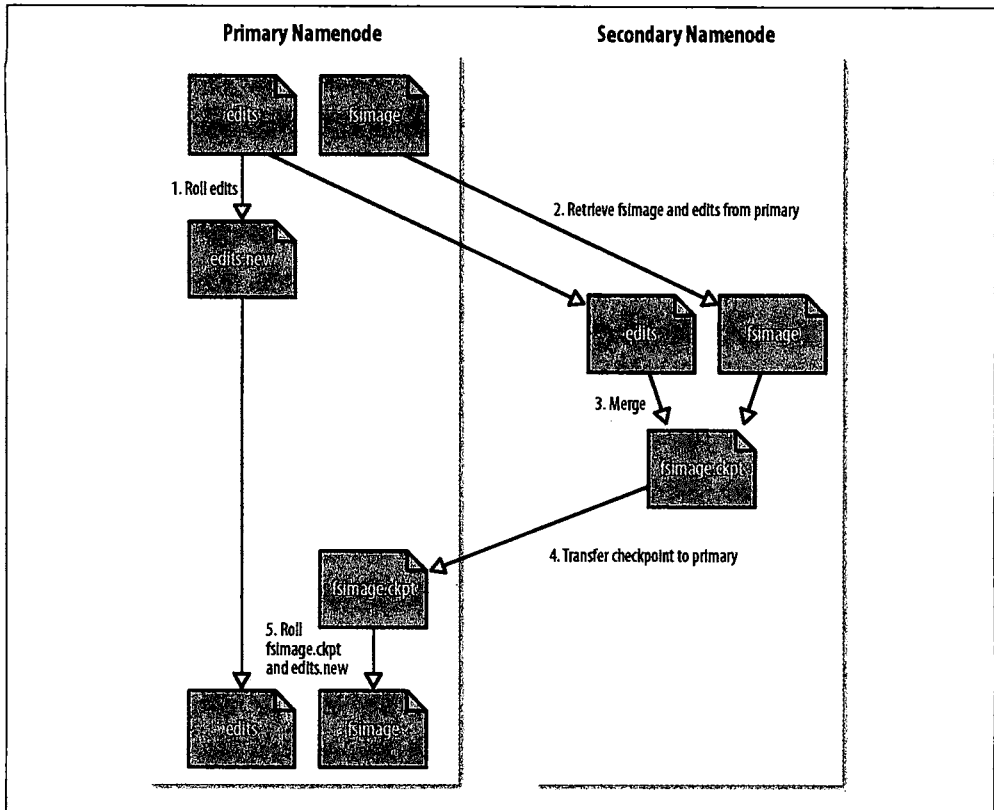 Primary Namenode
Secondary Namenode
edits
fsimage
1. Roll edits
2. Retrieve fsimage and edits from primary
edits.new
edits
fsimage
3. Merge
fsimage.ckpt
4. Transfer checkpoint to primary
fsimage.ckpt
5. Roll
fsimage.ckpt
and edits.new
edits
fsimage